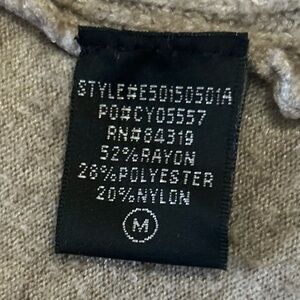 STYLE#E50150501A
PO#CY05557
RN#84319
52%RAYON
28%POLYESTER
20%NYLON
M